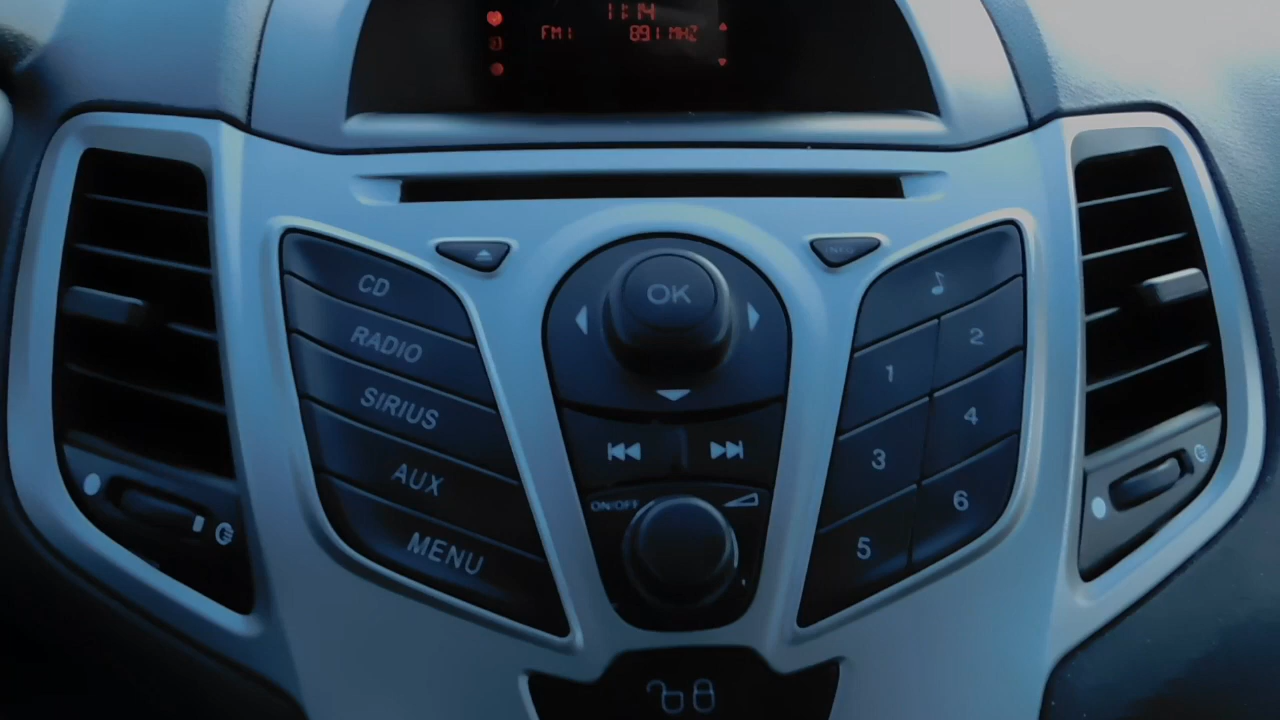 11:14
FM1 89.1 MHZ
INFO
CD
OK
RADIO
2
1
SIRIUS
4
3
AUX
ON/OFF
6
MENU
5